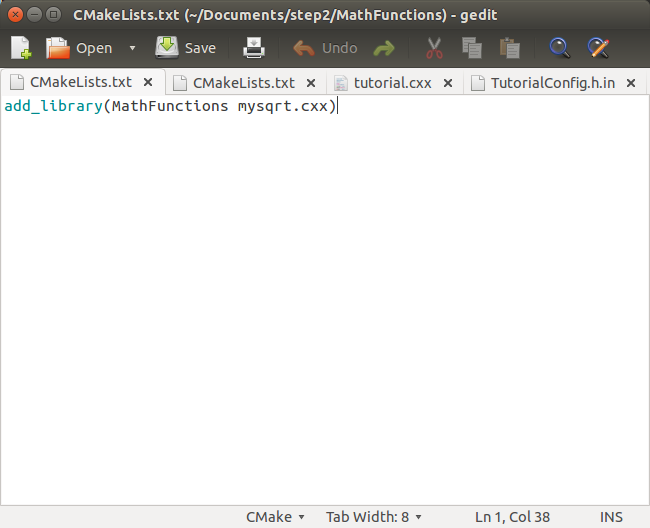 CMakeLists.txt (~/Documents/step2/MathFunctions) - gedit
Open Save Undo
CMakeLists.txt CMakeLists.txt tutorial.cxx TutorialConfig.h.in
add_library(MathFunctions mysqrt.cxx)
CMake Tab Width: 8 Ln 1, Col 38 INS